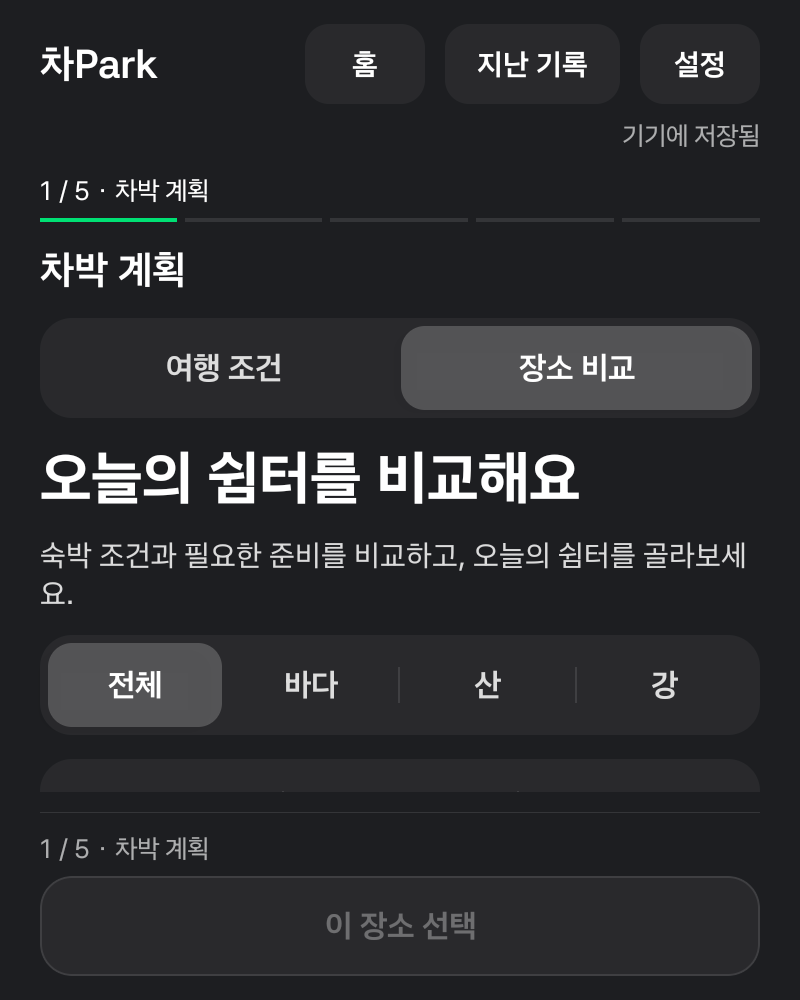 차Park
홈
지난 기록
설정
기기에 저장됨
1 / 5 · 차박 계획
차박 계획
여행 조건
장소 비교
오늘의 쉼터를 비교해요
숙박 조건과 필요한 준비를 비교하고, 오늘의 쉼터를 골라보세
요.
전체
바다
산
강
1 / 5 · 차박 계획
이 장소 선택